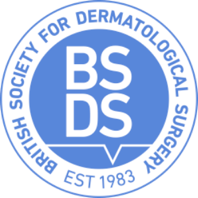 BRITISH SOCIETY FOR DERMATOLOGICAL SURGERY
BS
DS
EST 1983